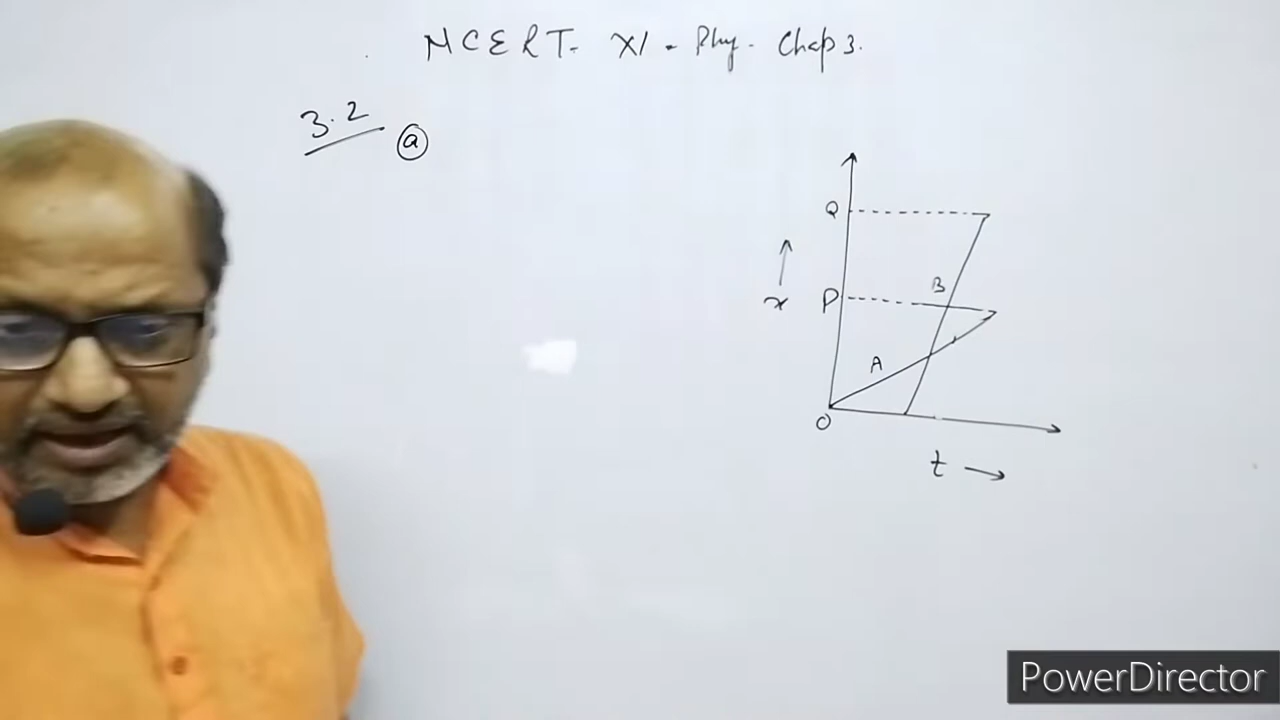 NCERT- XI - Phy - Chap 3.
3.2 (a)
Q
x
P
B
A
O
t
PowerDirector